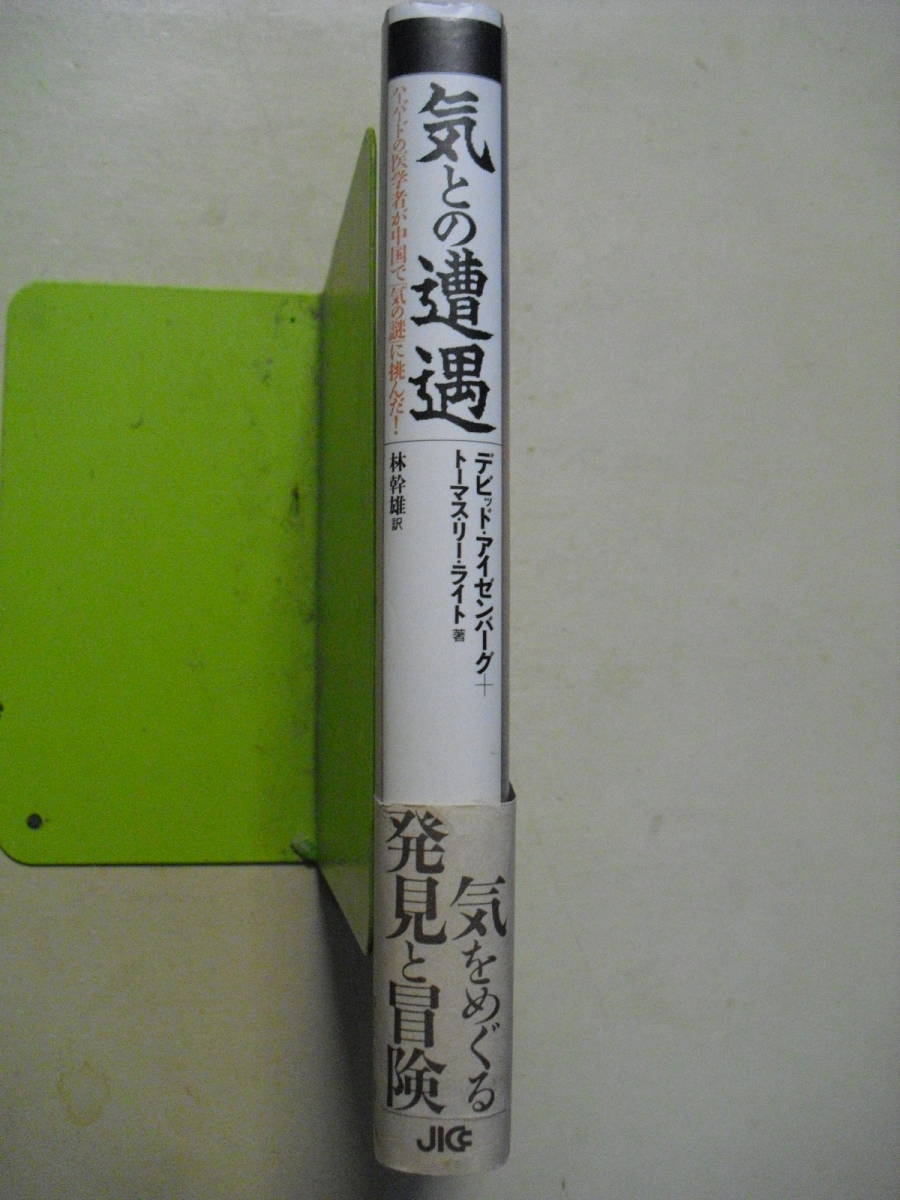 気との遭遇
ハーバードの医学者が中国で「気の謎」に挑んだ！
デビッド・アイゼンバーグ＋
トーマス・リー・ライト 著
林 幹雄 訳
気をめぐる
発見と冒険
JICC